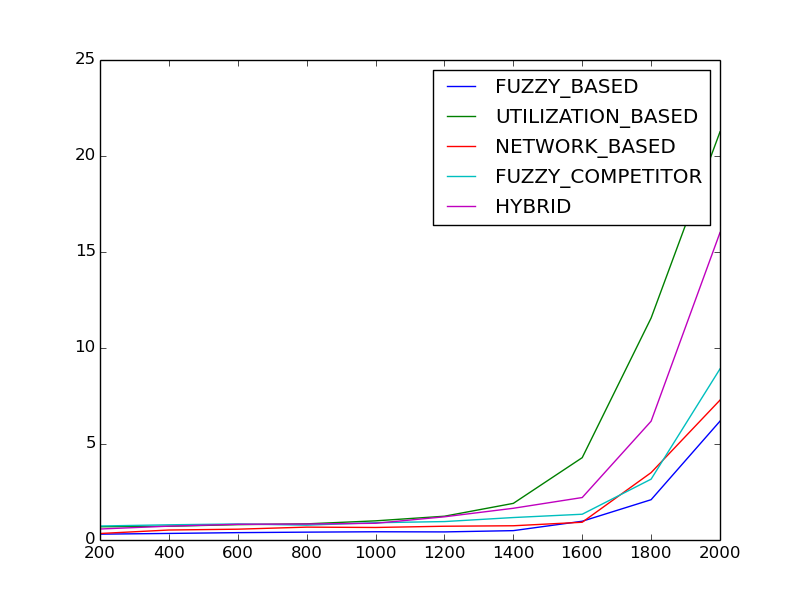 25
20
15
10
5
0
FUZZY_BASED
UTILIZATION_BASED
NETWORK_BASED
FUZZY_COMPETITOR
HYBRID
200 400 600 800 1000 1200 1400 1600 1800 2000